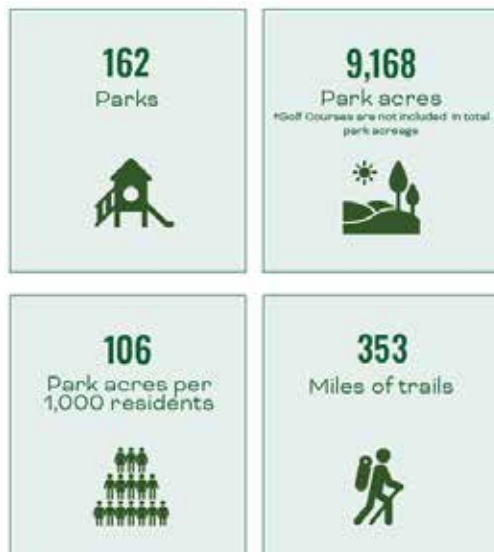 162
Parks
9,168
Park acres
*Golf Courses are not included in total
park acreage
106
Park acres per
1,000 residents
353
Miles of trails